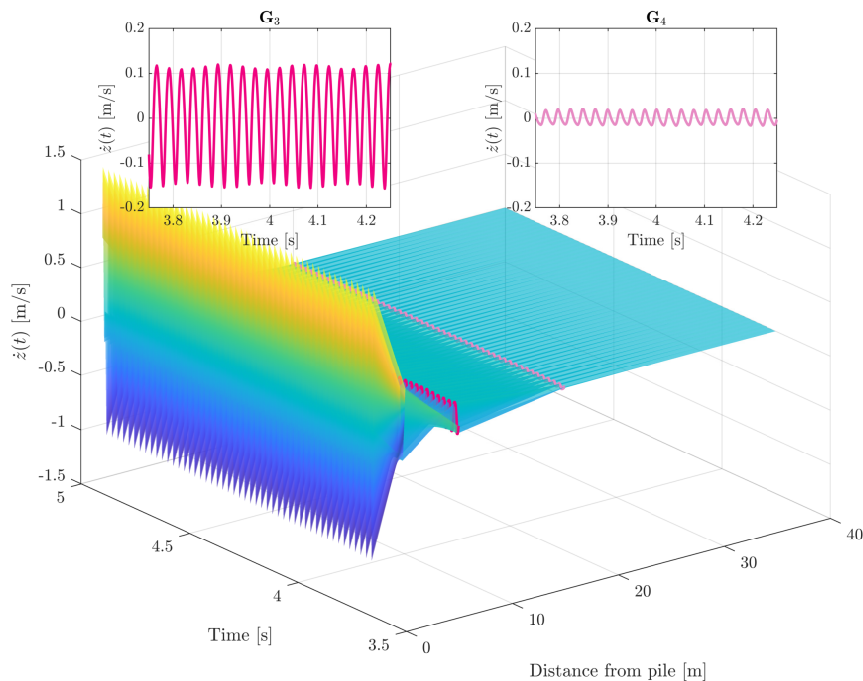 G₃
0.2
0.1
0
-0.1
-0.2
ż(t) [m/s]
3.8 3.9 4 4.1 4.2
Time [s]
G₄
0.2
0.1
0
-0.1
-0.2
ż(t) [m/s]
3.8 3.9 4 4.1 4.2
Time [s]
1.5
1
0.5
0
-0.5
-1
-1.5
ż(t) [m/s]
5
4.5
4
3.5
Time [s]
0
10
20
30
40
Distance from pile [m]